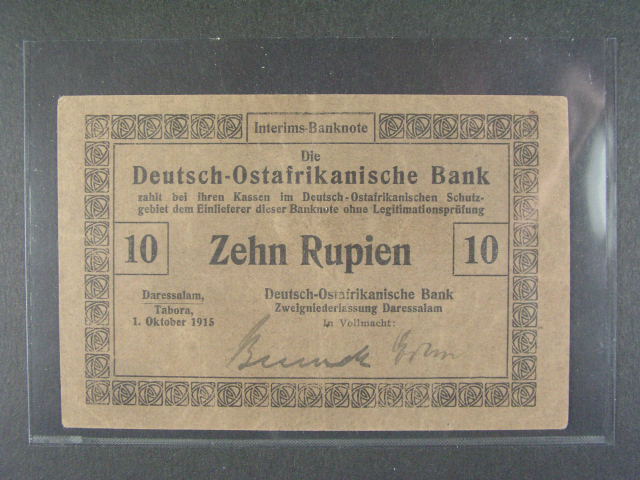 Interims-Banknote
Die
Deutsch-Ostafrikanische Bank
zahlt bei ihren Kassen im Deutsch-Ostafrikanischen Schutz-
gebiet dem Einlieferer dieser Banknote ohne Legitimationsprüfung
10 Zehn Rupien 10
Daressalam,
Tabora,
1. Oktober 1915
Deutsch-Ostafrikanische Bank
Zweigniederlassung Daressalam
In Vollmacht: